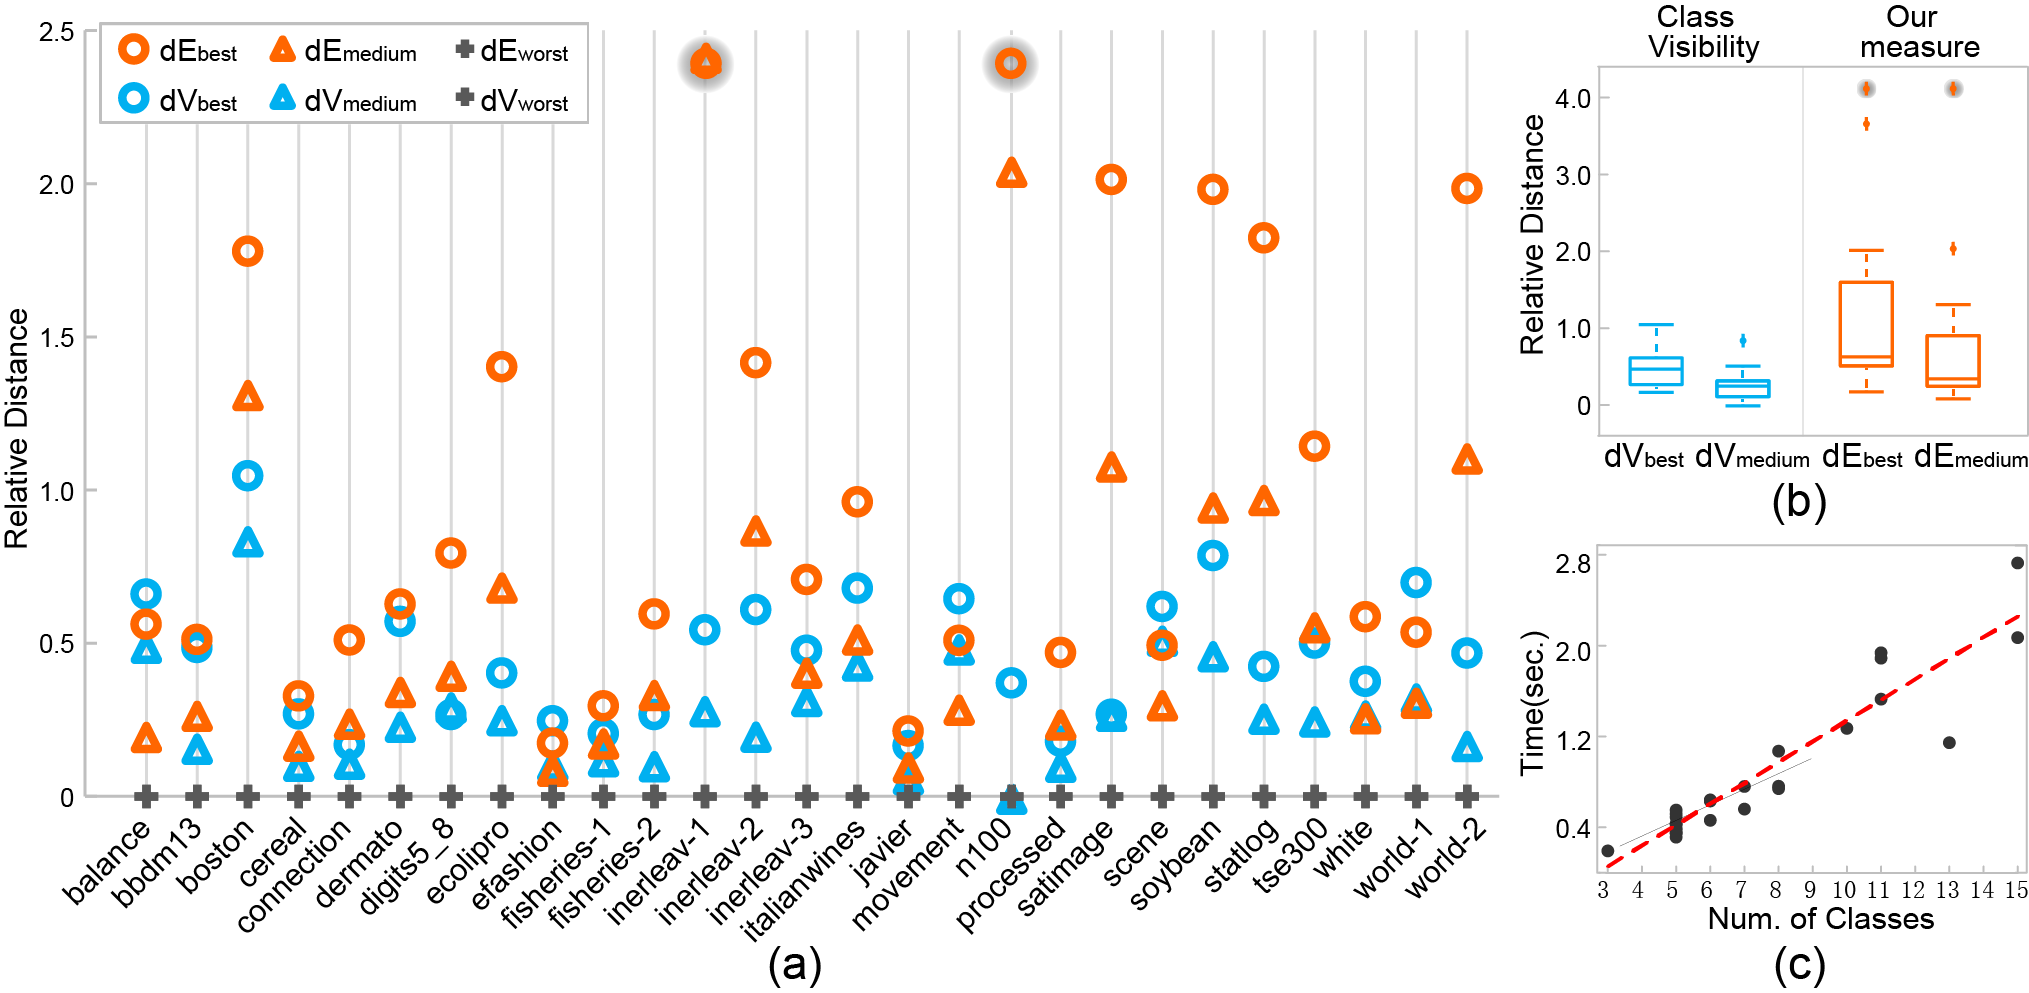 2.5
2.0
1.5
1.0
0.5
0
Relative Distance
dEbest dEmedium dEworst
dVbest dVmedium dVworst
balance
bbdm13
boston
cereal
connection
dermato
digits5_8
ecolipro
efashion
fisheries-1
fisheries-2
inerleav-1
inerleav-2
inerleav-3
italianwines
javier
movement
n100
processed
satimage
scene
soybean
statlog
tse300
white
world-1
world-2
(a)
Class
Visibility
Our
measure
4.0
3.0
2.0
1.0
0
Relative Distance
dVbest dVmedium dEbest dEmedium
(b)
2.8
2.0
1.2
0.4
Time(sec.)
3 4 5 6 7 8 9 10 11 12 13 14 15
Num. of Classes
(c)